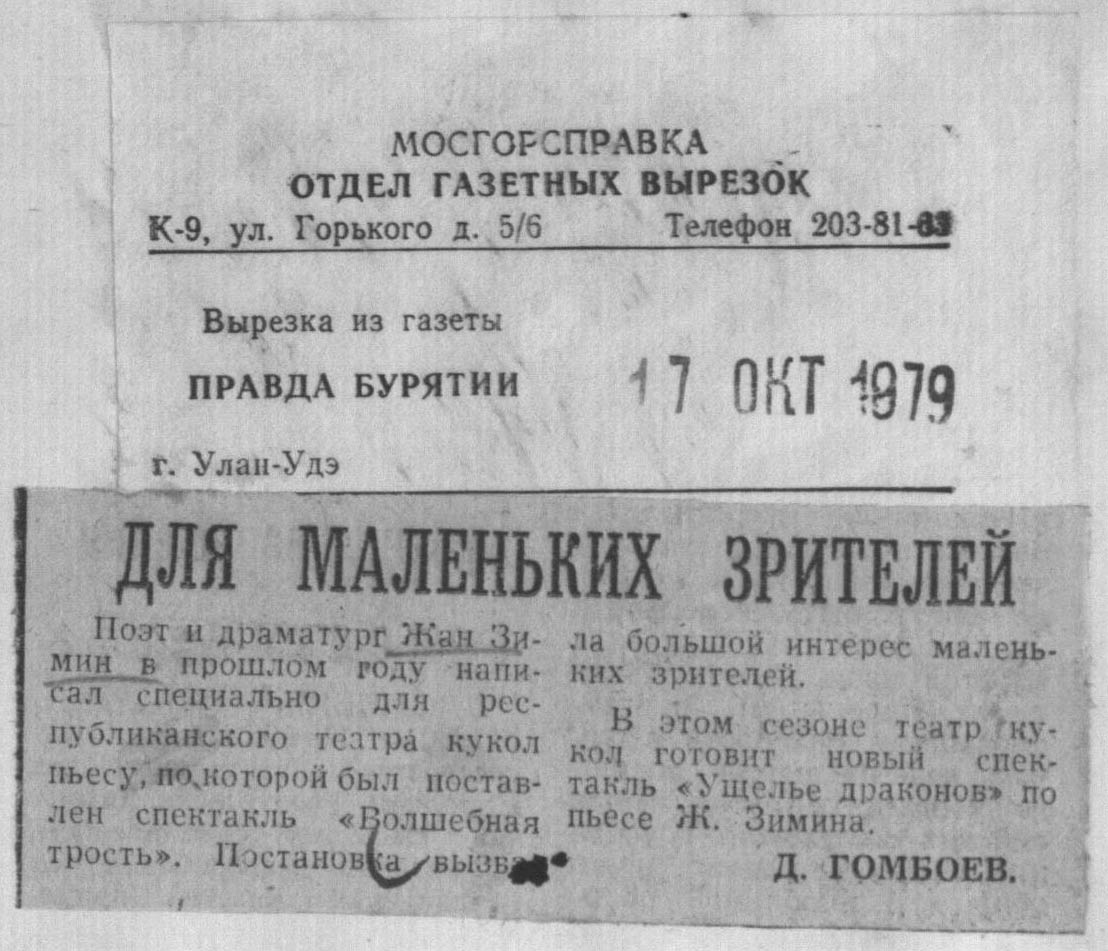 МОСГОРСПРАВКА
ОТДЕЛ ГАЗЕТНЫХ ВЫРЕЗОК
К-9, ул. Горького д. 5/6 Телефон 203-81-63
Вырезка из газеты
ПРАВДА БУРЯТИИ 17 ОКТ 1979
г. Улан-Удэ
ДЛЯ МАЛЕНЬКИХ ЗРИТЕЛЕЙ
Поэт и драматург Жан Зи-
мин в прошлом году напи-
сал специально для рес-
публиканского театра кукол
пьесу, по которой был постав-
лен спектакль «Волшебная
трость». Постановка вызва-
ла большой интерес малень-
ких зрителей.
В этом сезоне театр ку-
кол готовит новый спек-
такль «Ущелье драконов» по
пьесе Ж. Зимина.
Д. ГОМБОЕВ.